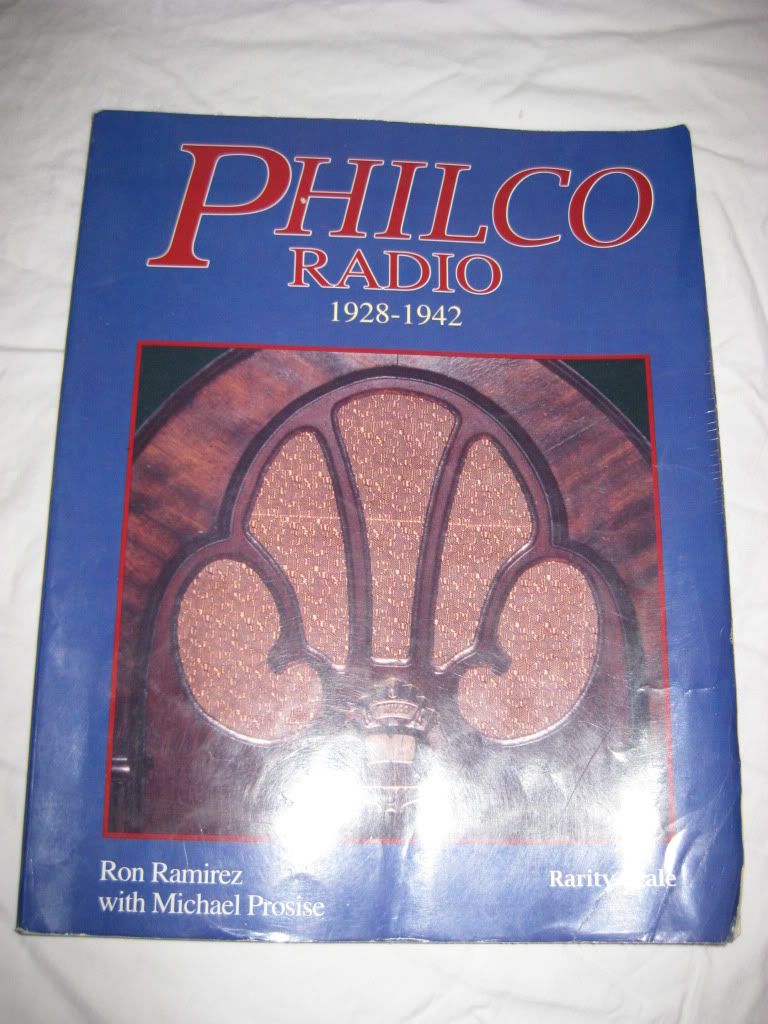 PHILCO
RADIO
1928-1942
Ron Ramirez
with Michael Prosise
Rarity